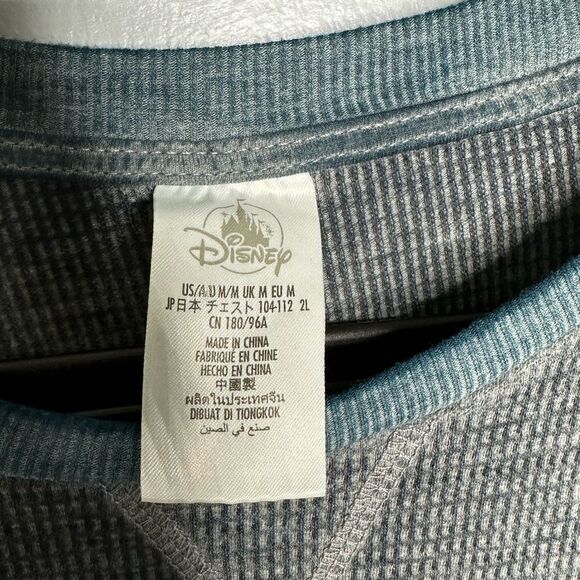 Disney
US/AU M/M UK M EU M
JP日本 チェスト 104-112 2L
CN 180/96A
MADE IN CHINA
FABRIQUÉ EN CHINE
HECHO EN CHINA
中國製
ผลิตในประเทศจีน
DIBUAT DI TIONGKOK
صنع في الصين